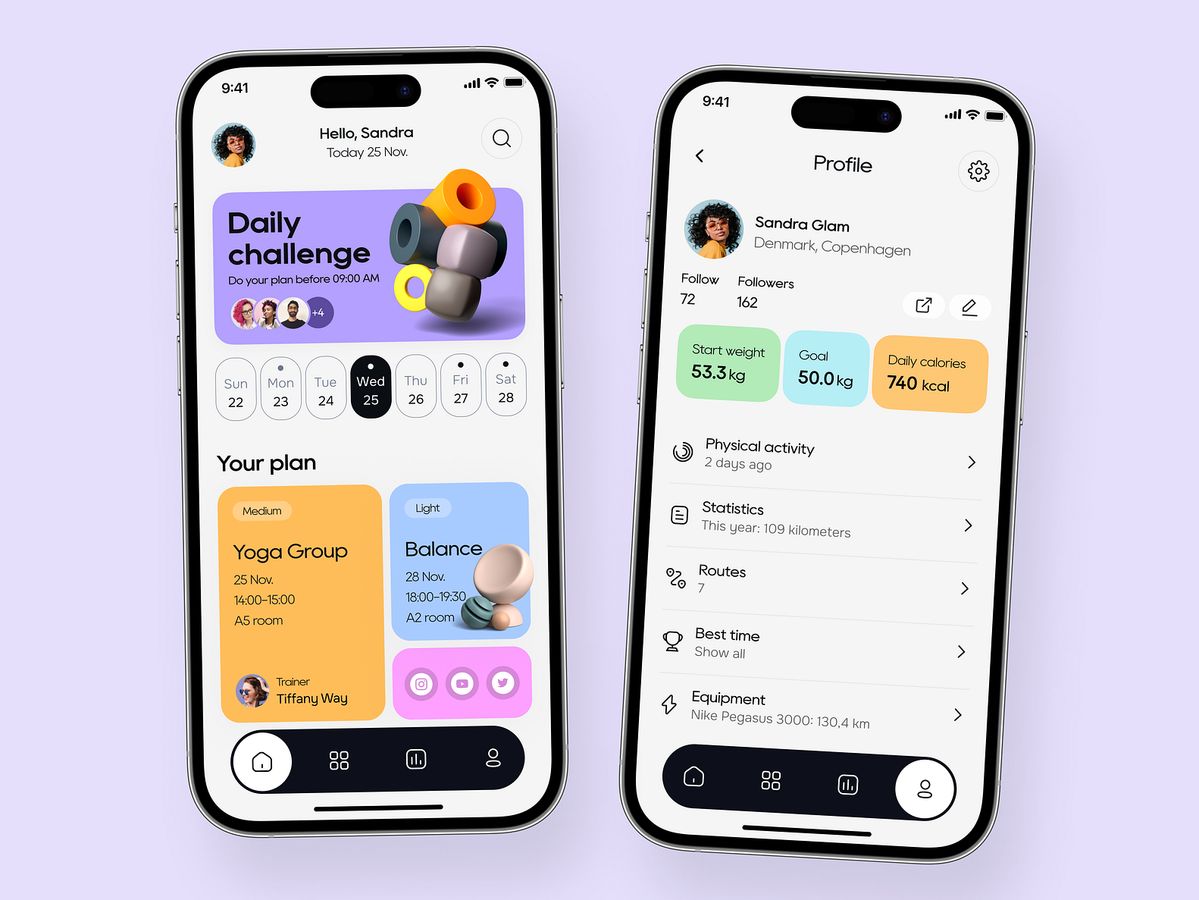 9:41
Hello, Sandra
Today 25 Nov.
Daily
challenge
Do your plan before 09:00 AM
+4
Sun Mon Tue Wed Thu Fri Sat
22 23 24 25 26 27 28
Your plan
Medium
Yoga Group
25 Nov.
14:00-15:00
A5 room
Trainer
Tiffany Way
Light
Balance
28 Nov.
18:00-19:30
A2 room
9:41
Profile
Sandra Glam
Denmark, Copenhagen
Follow Followers
72 162
Start weight
53.3 kg
Goal
50.0 kg
Daily calories
740 kcal
Physical activity
2 days ago
Statistics
This year: 109 kilometers
Routes
7
Best time
Show all
Equipment
Nike Pegasus 3000: 130,4 km